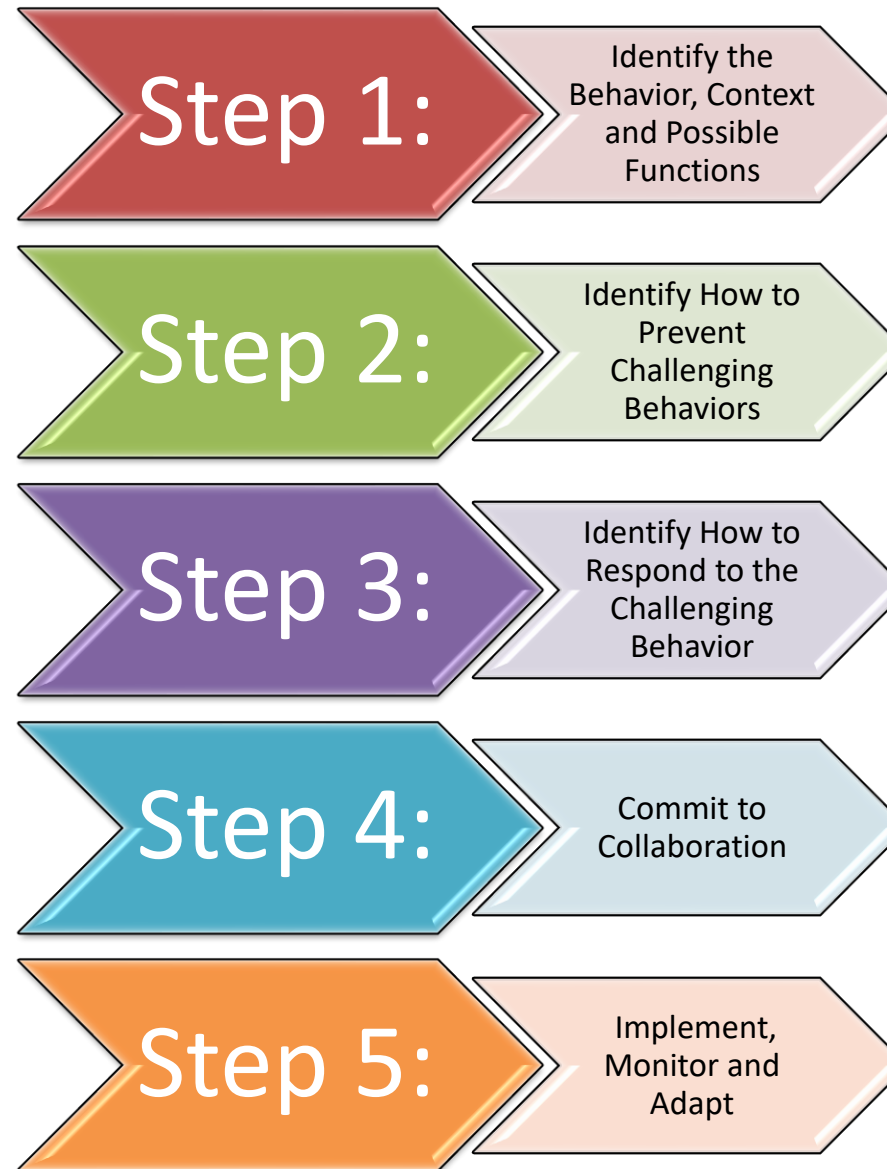 Step 1:
Identify the
Behavior, Context
and Possible
Functions
Step 2:
Identify How to
Prevent
Challenging
Behaviors
Step 3:
Identify How to
Respond to the
Challenging
Behavior
Step 4:
Commit to
Collaboration
Step 5:
Implement,
Monitor and
Adapt